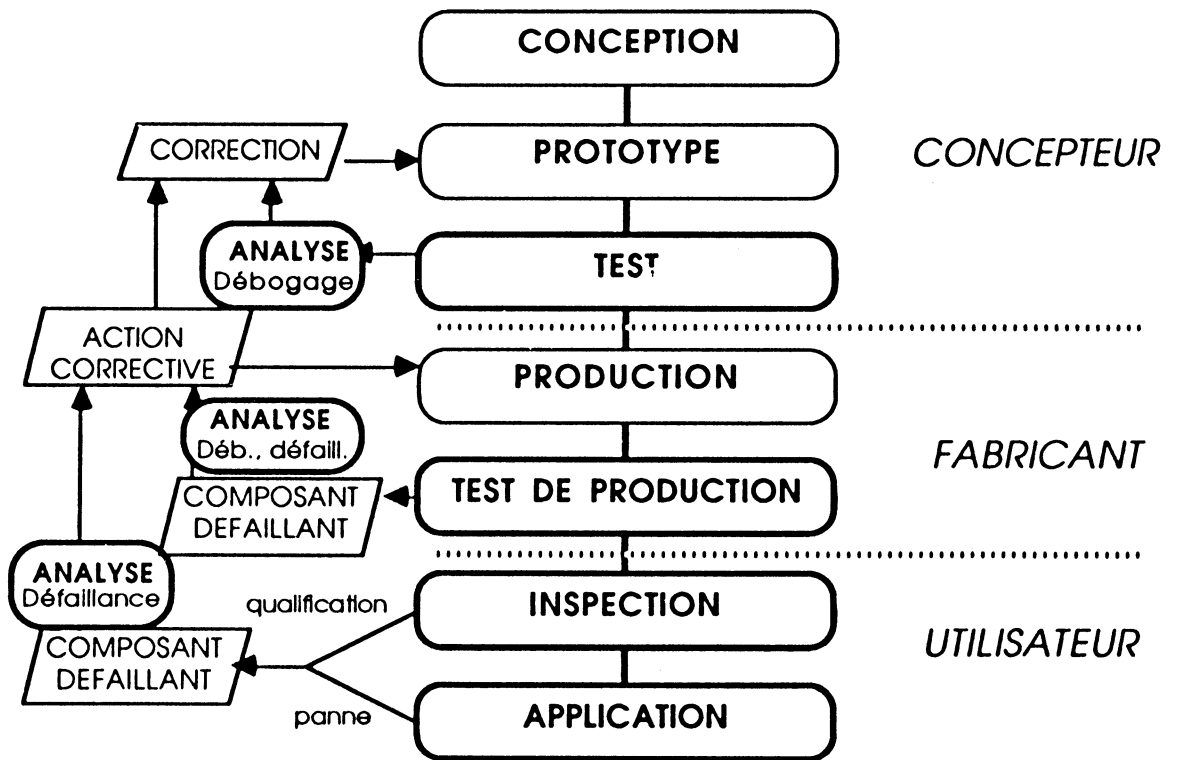 CONCEPTION
CORRECTION
PROTOTYPE
CONCEPTEUR
ANALYSE
Débogage
TEST
ACTION
CORRECTIVE
PRODUCTION
ANALYSE
Déb., défaill.
FABRICANT
COMPOSANT
DEFAILLANT
TEST DE PRODUCTION
ANALYSE
Défaillance
qualification
INSPECTION
COMPOSANT
DEFAILLANT
UTILISATEUR
panne
APPLICATION